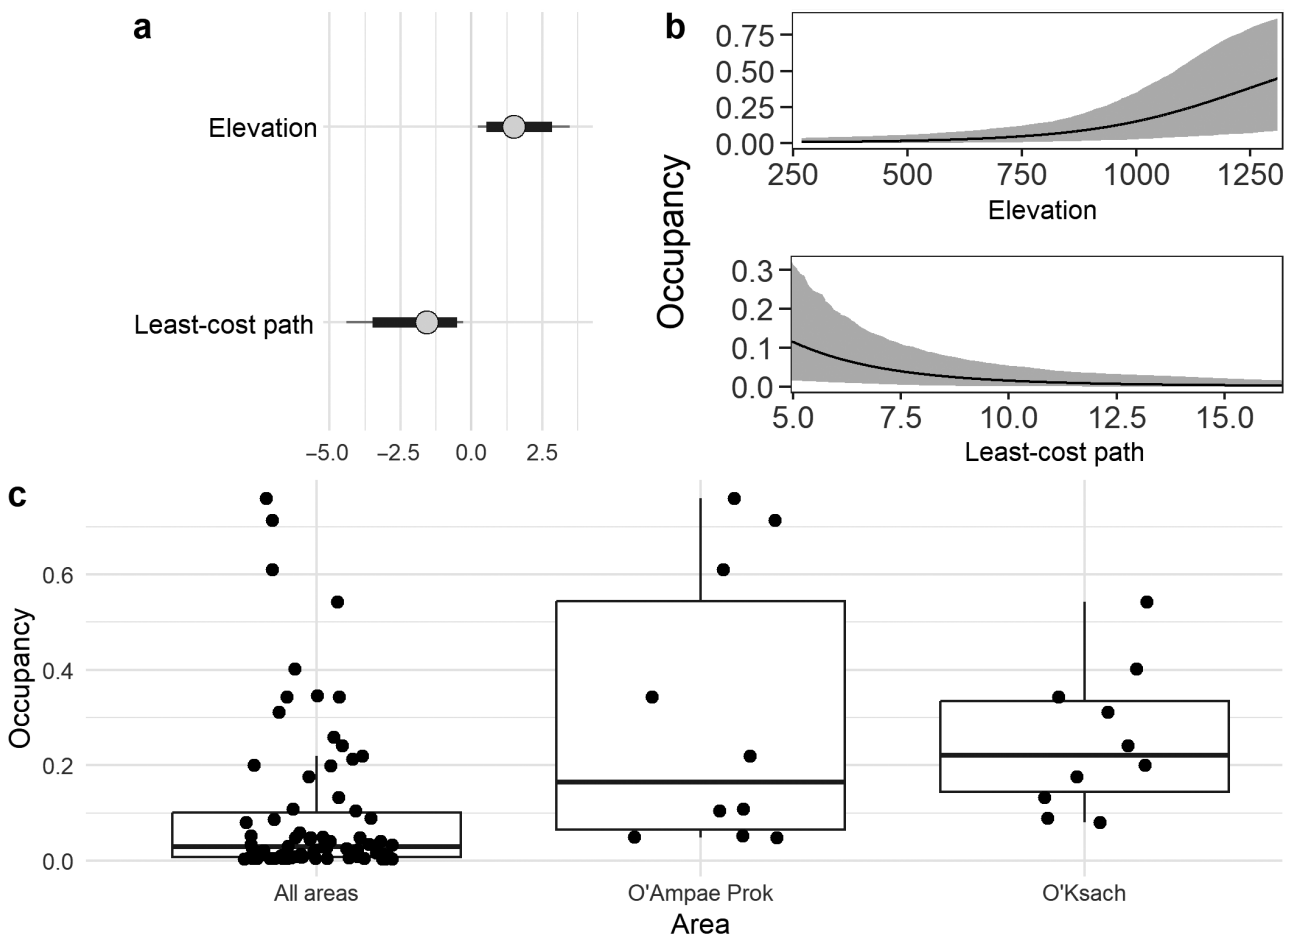 a
Elevation
Least-cost path
−5.0 −2.5 0.0 2.5
b
Occupancy
0.75
0.50
0.25
0.00
250 500 750 1000 1250
Elevation
0.3
0.2
0.1
0.0
5.0 7.5 10.0 12.5 15.0
Least-cost path
c
Occupancy
0.6
0.4
0.2
0.0
All areas O'Ampae Prok O'Ksach
Area